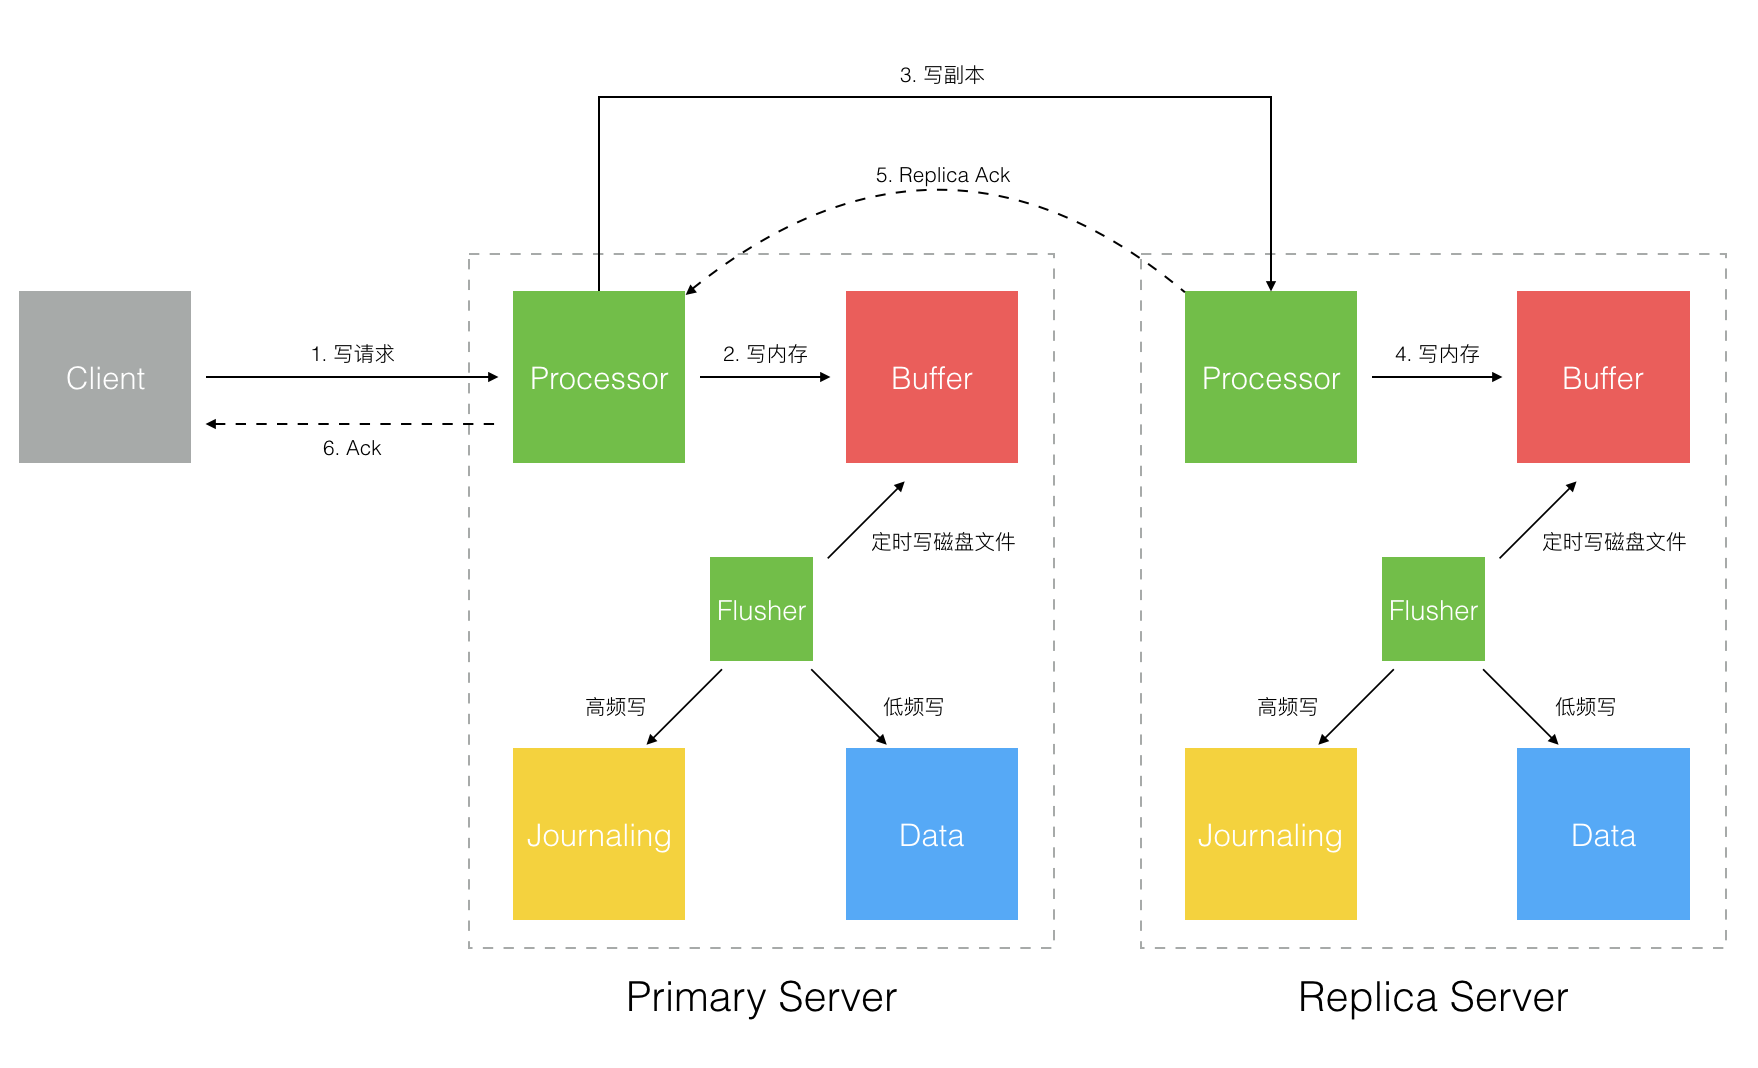 3. 写副本
5. Replica Ack
Client
1. 写请求
6. Ack
Processor
2. 写内存
Buffer
定时写磁盘文件
Flusher
高频写
低频写
Journaling
Data
Primary Server
Processor
4. 写内存
Buffer
定时写磁盘文件
Flusher
高频写
低频写
Journaling
Data
Replica Server